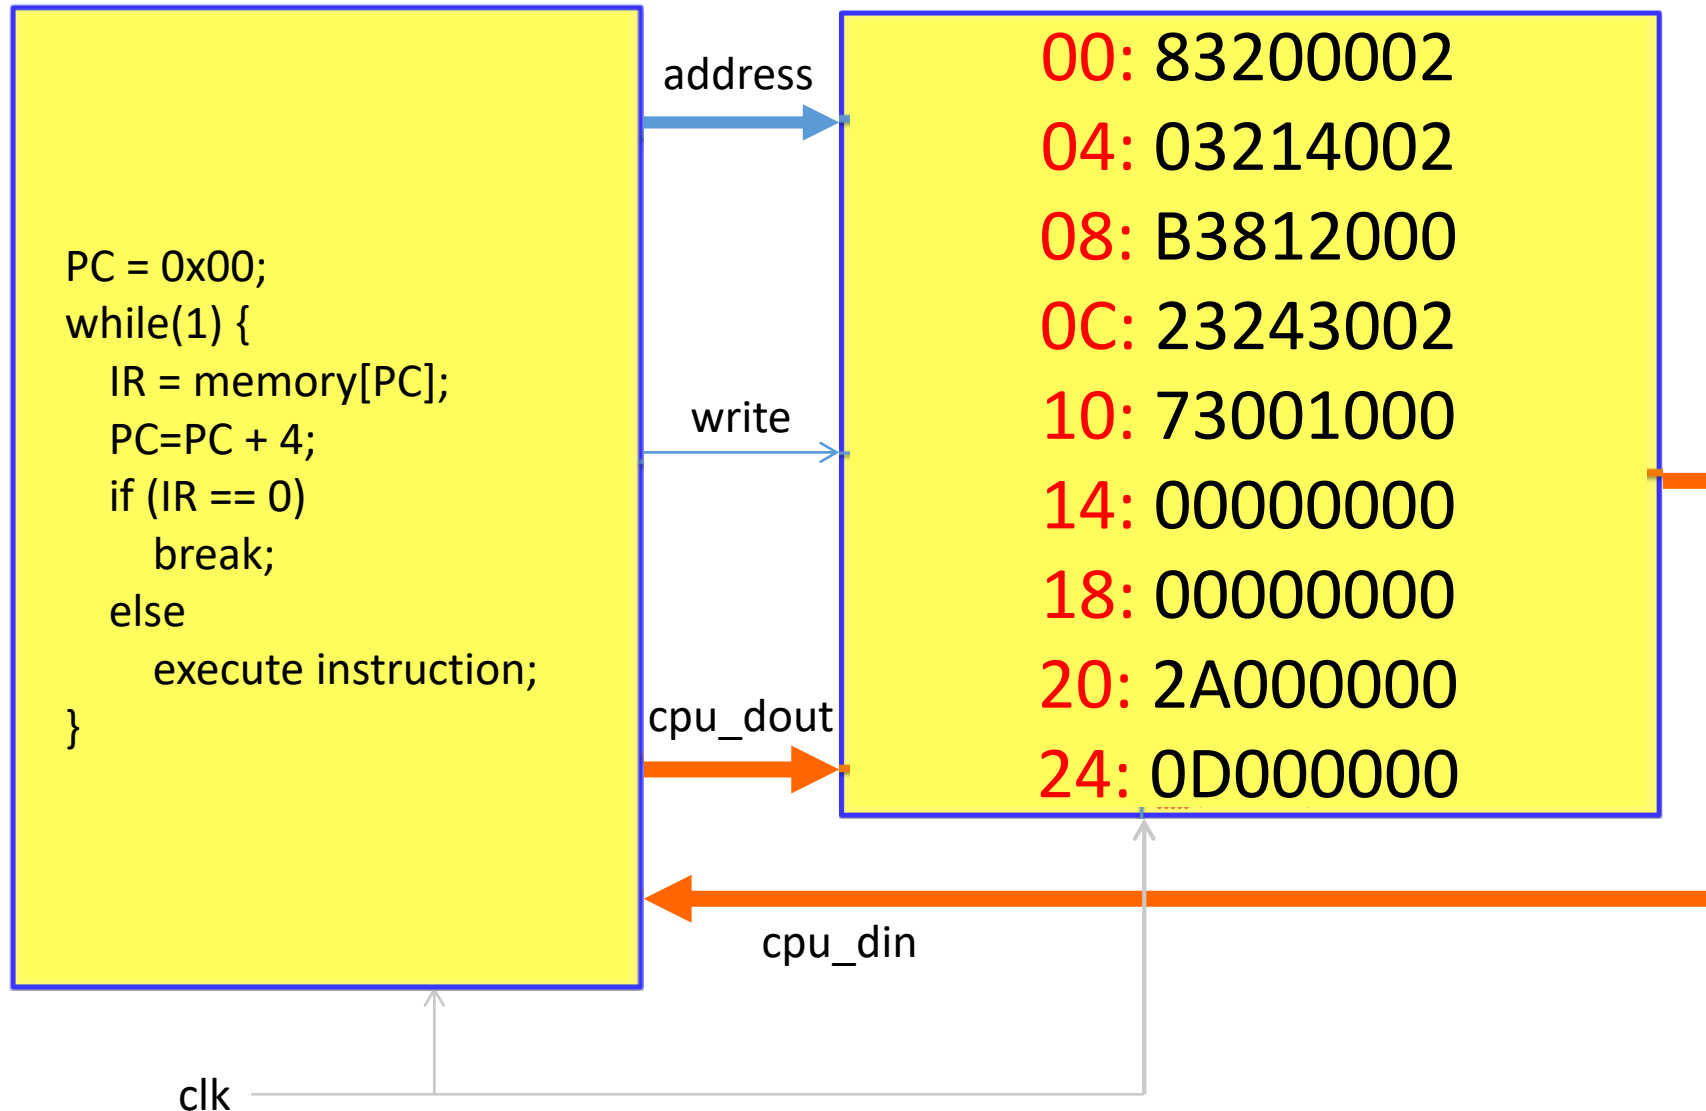 PC = 0x00;
while(1) {
IR = memory[PC];
PC=PC + 4;
if (IR == 0)
break;
else
execute instruction;
}
address
write
cpu_dout
cpu_din
clk
00: 83200002
04: 03214002
08: B3812000
0C: 23243002
10: 73001000
14: 00000000
18: 00000000
20: 2A000000
24: 0D000000